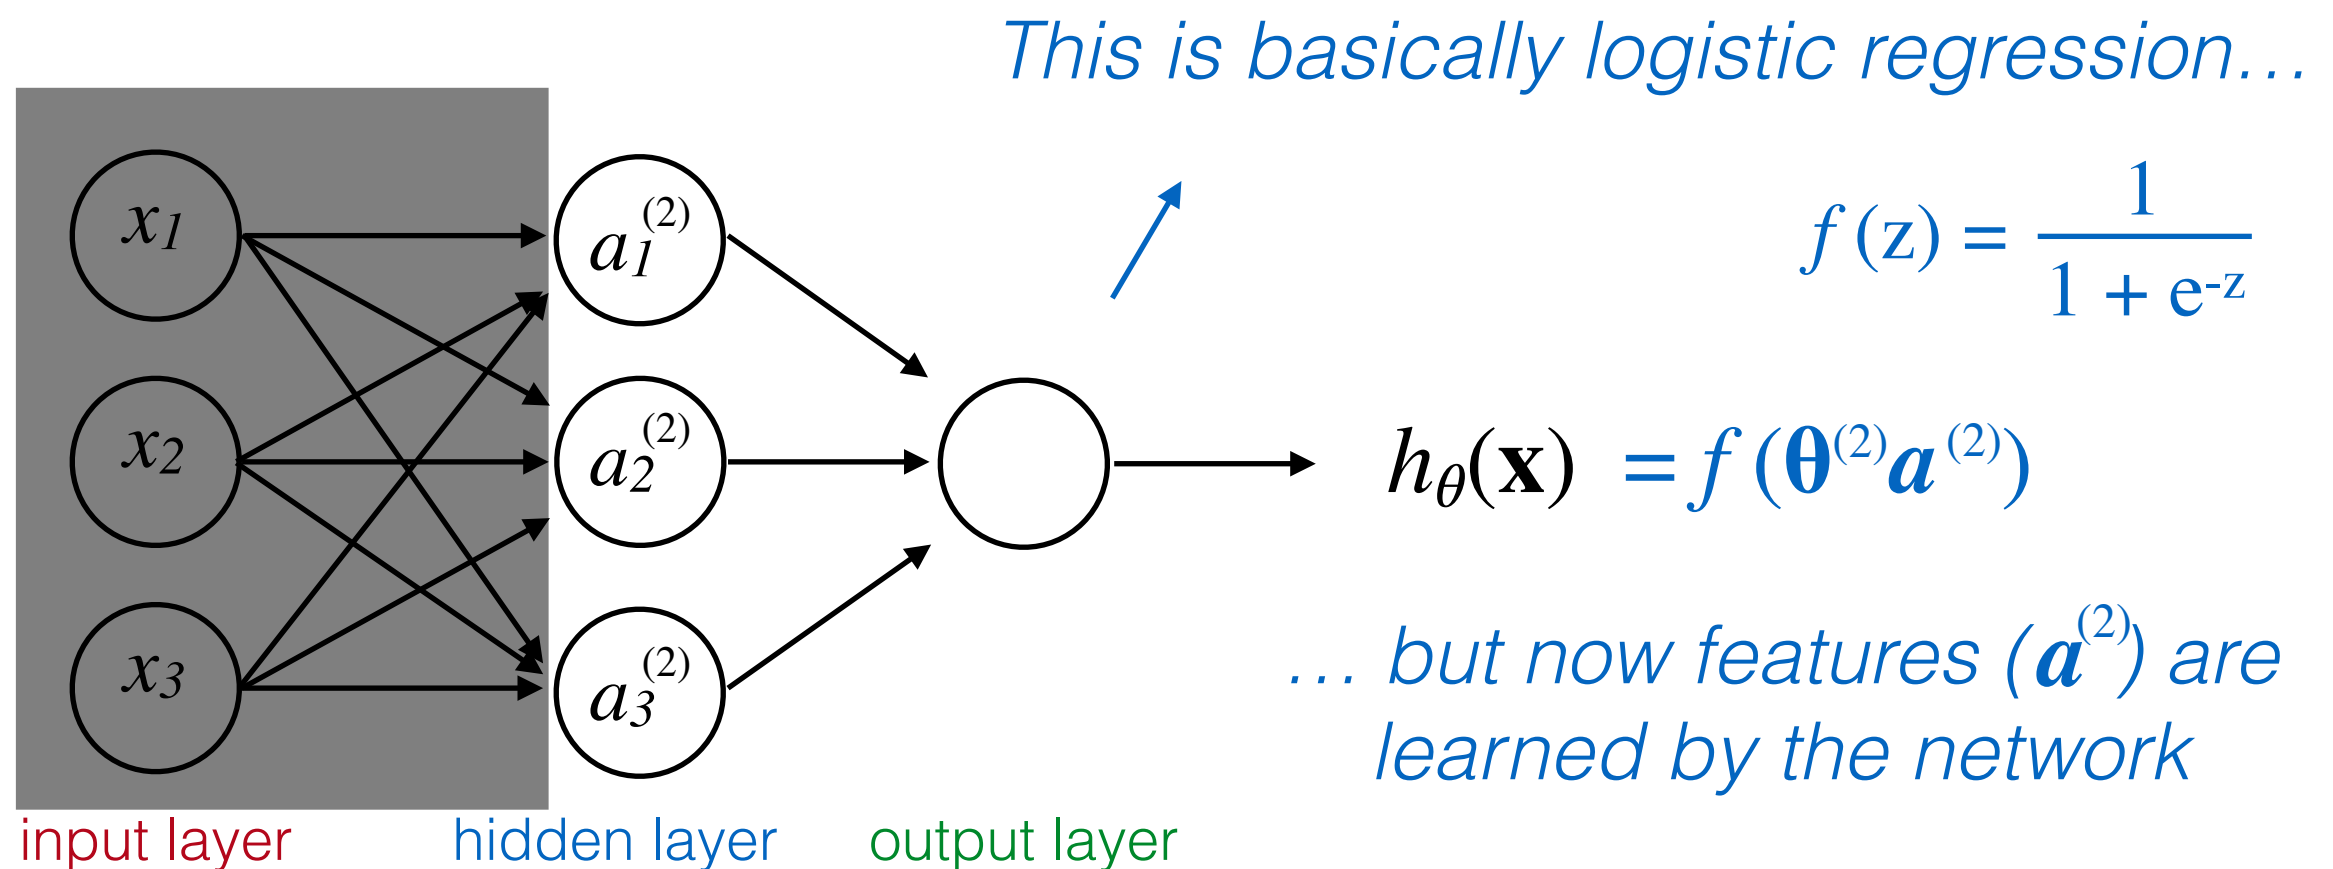 This is basically logistic regression…
x1
a1(2)
f (z) = 1 / 1 + e-z
x2
a2(2)
hθ(x) = f (θ(2)a (2))
x3
a3(2)
… but now features (a(2)) are
learned by the network
input layer hidden layer output layer